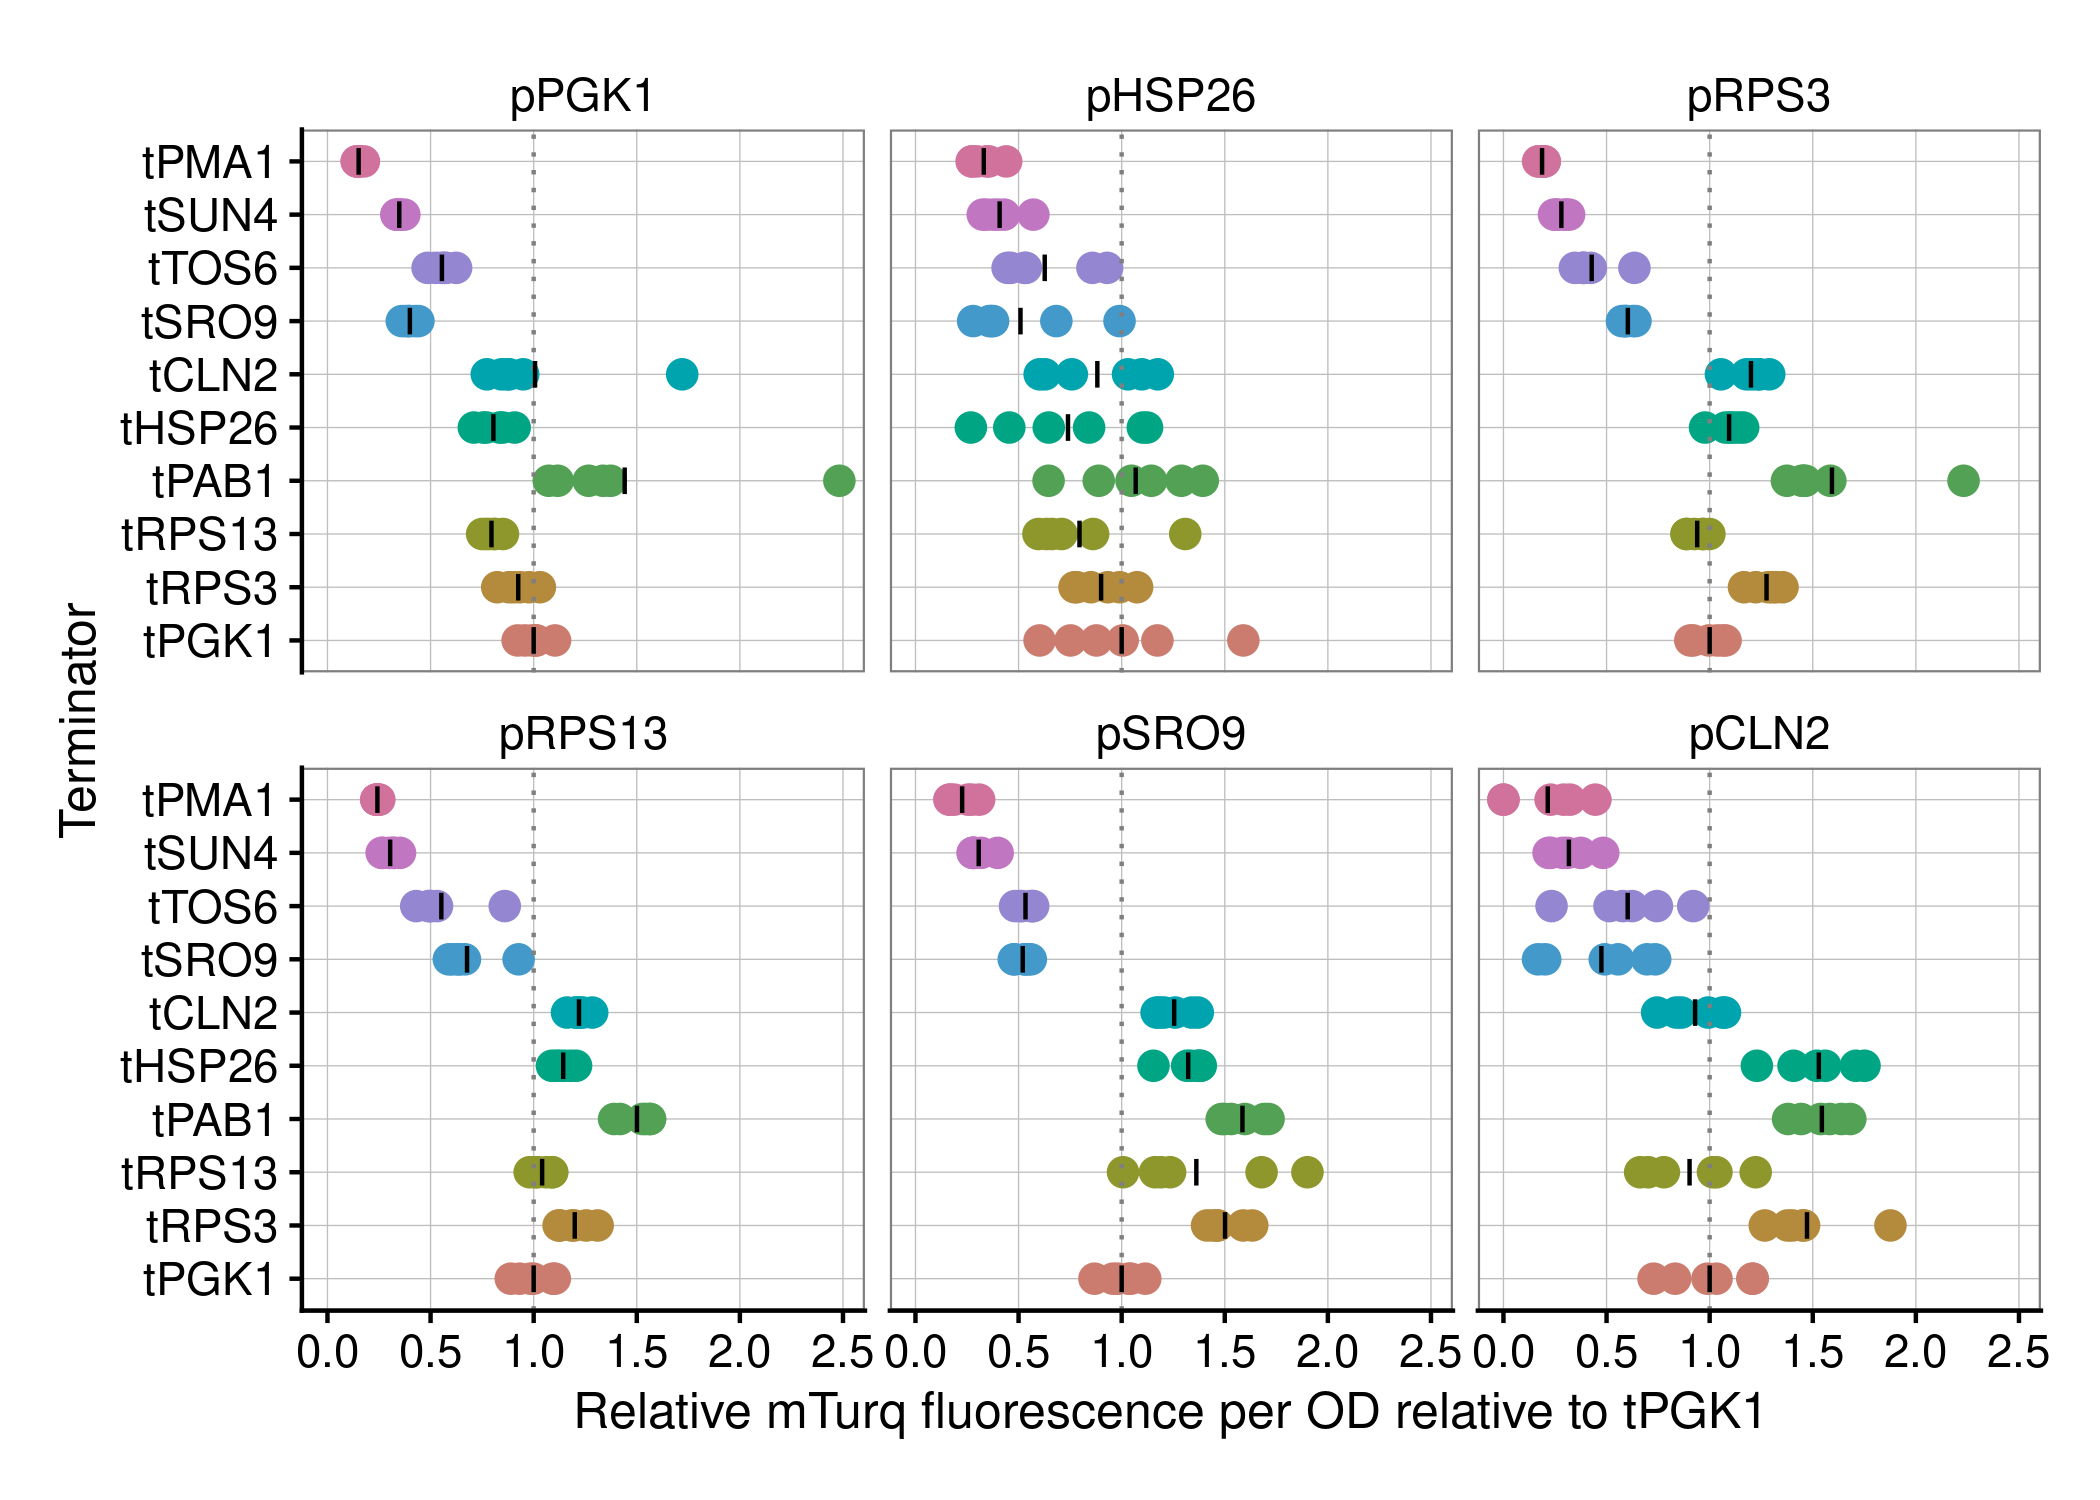 pPGK1 pHSP26 pRPS3
tPMA1
tSUN4
tTOS6
tSRO9
tCLN2
tHSP26
tPAB1
tRPS13
tRPS3
tPGK1
Terminator
pRPS13 pSRO9 pCLN2
tPMA1
tSUN4
tTOS6
tSRO9
tCLN2
tHSP26
tPAB1
tRPS13
tRPS3
tPGK1
0.0 0.5 1.0 1.5 2.0 2.5 0.0 0.5 1.0 1.5 2.0 2.5 0.0 0.5 1.0 1.5 2.0 2.5
Relative mTurq fluorescence per OD relative to tPGK1